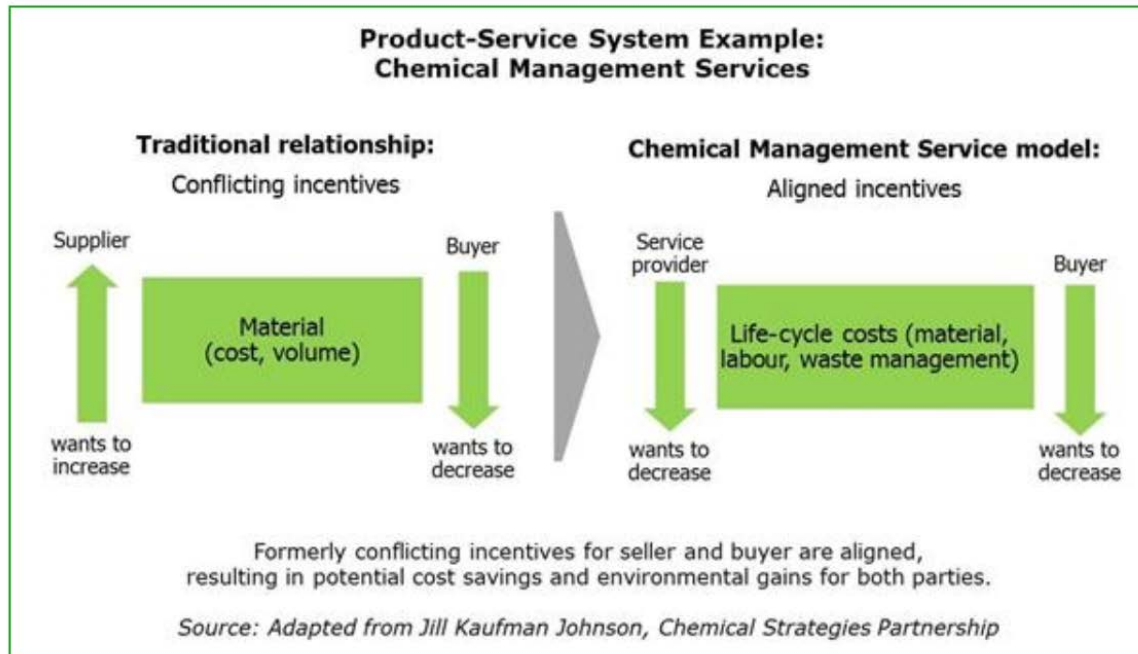 Product-Service System Example:
Chemical Management Services
Traditional relationship:
Conflicting incentives
Supplier
Buyer
Material
(cost, volume)
wants to
increase
wants to
decrease
Chemical Management Service model:
Aligned incentives
Service
provider
Buyer
Life-cycle costs (material,
labour, waste management)
wants to
decrease
wants to
decrease
Formerly conflicting incentives for seller and buyer are aligned,
resulting in potential cost savings and environmental gains for both parties.
Source: Adapted from Jill Kaufman Johnson, Chemical Strategies Partnership